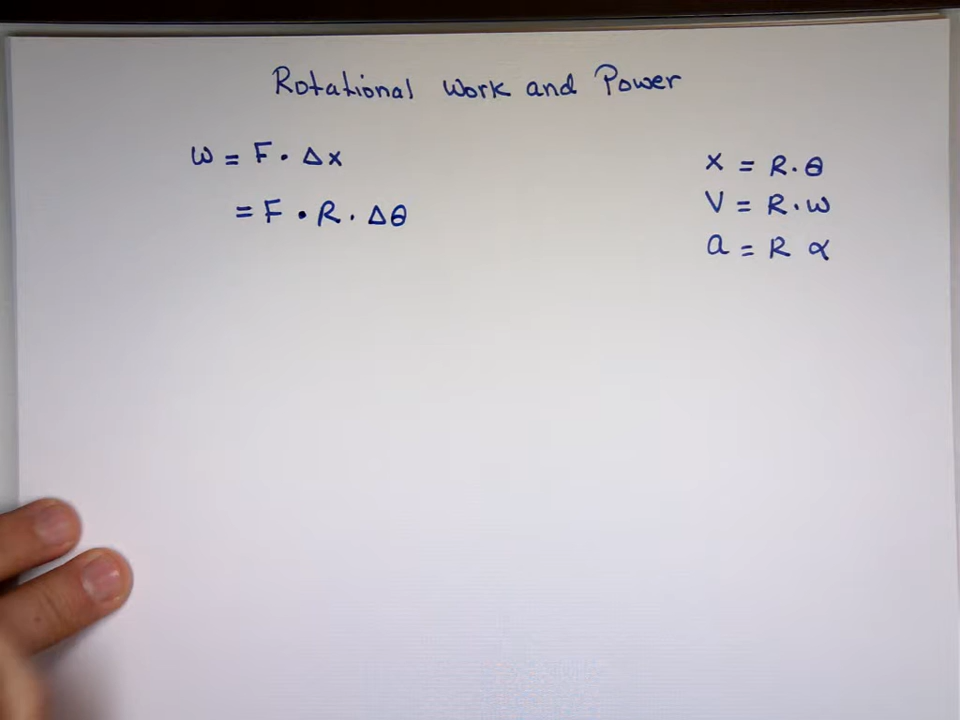 Rotational Work and Power
W = F · Δx
= F · R · Δθ
x = R · θ
V = R · ω
a = R α